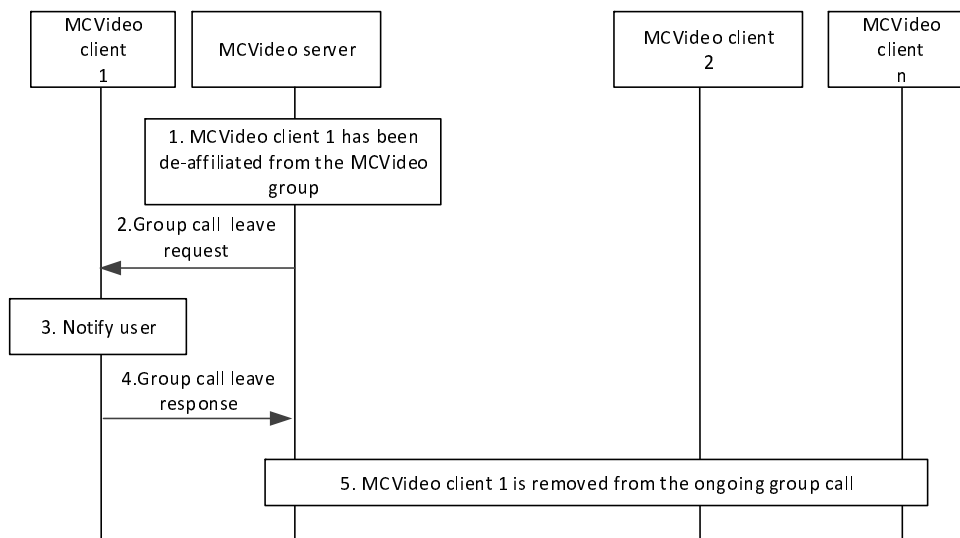 MCVideo
client
1
MCVideo server
MCVideo client
2
MCVideo
client
n
1. MCVideo client 1 has been
de-affiliated from the MCVideo
group
2.Group call leave
request
3. Notify user
4.Group call leave
response
5. MCVideo client 1 is removed from the ongoing group call